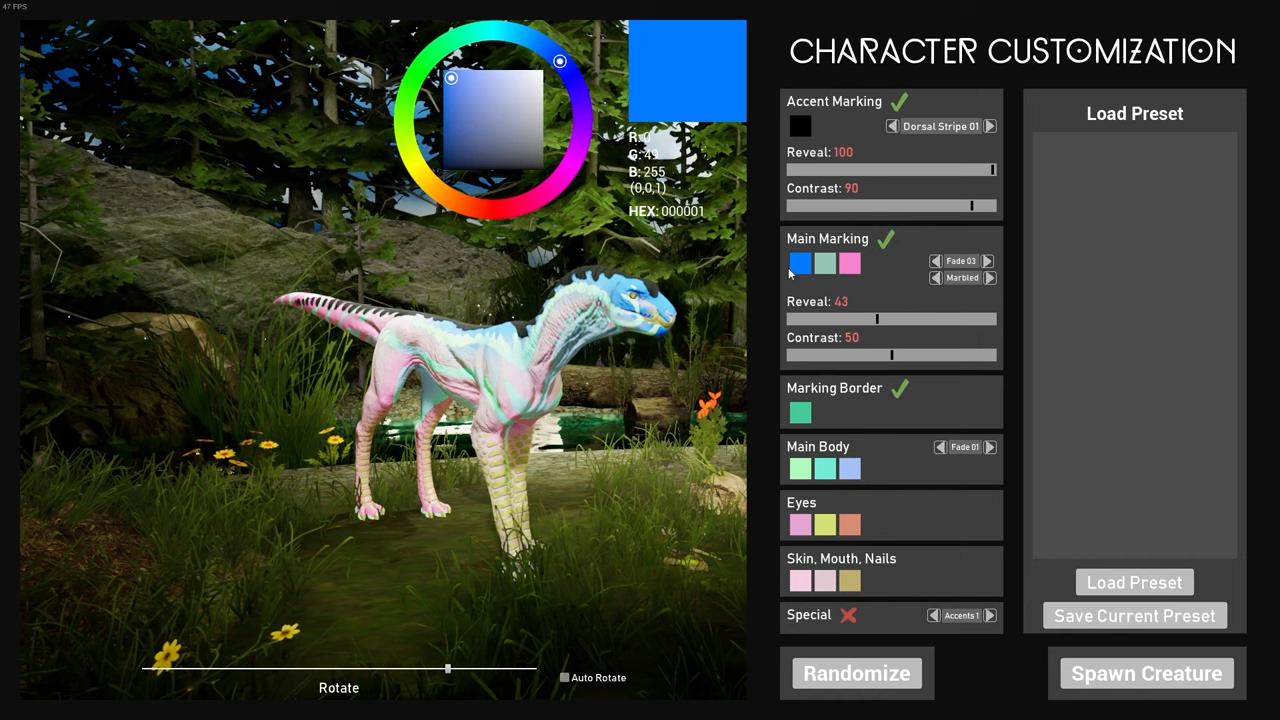 47 FPS
CHARACTER CUSTOMIZATION
R: 0
G: 49
B: 255
(0,0,1)
HEX: 000001
Accent Marking
Dorsal Stripe 01
Reveal: 100
Contrast: 90
Main Marking
Fade 03
Marbled
Reveal: 43
Contrast: 50
Marking Border
Main Body
Fade 01
Eyes
Skin, Mouth, Nails
Special
Accents 1
Load Preset
Load Preset
Save Current Preset
Rotate
Auto Rotate
Randomize
Spawn Creature